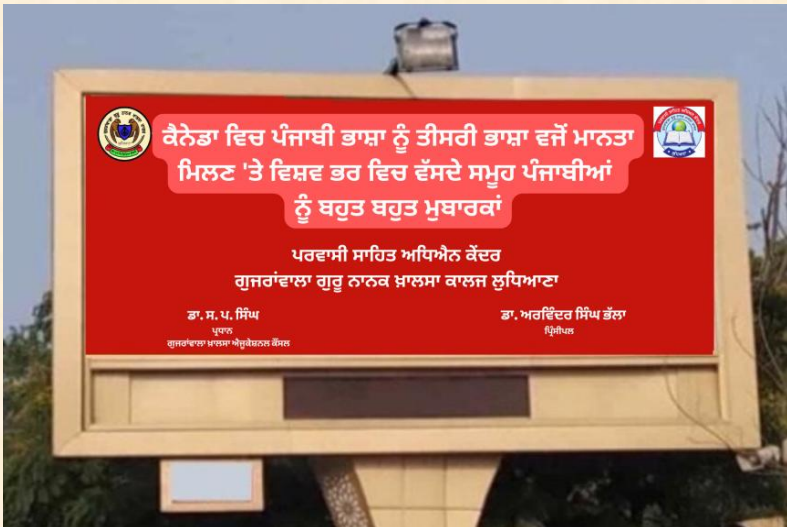 ਕੈਨੇਡਾ ਵਿਚ ਪੰਜਾਬੀ ਭਾਸ਼ਾ ਨੂੰ ਤੀਸਰੀ ਭਾਸ਼ਾ ਵਜੋਂ ਮਾਨਤਾ
ਮਿਲਣ 'ਤੇ ਵਿਸ਼ਵ ਭਰ ਵਿਚ ਵੱਸਦੇ ਸਮੂਹ ਪੰਜਾਬੀਆਂ
ਨੂੰ ਬਹੁਤ ਬਹੁਤ ਮੁਬਾਰਕਾਂ
ਪਰਵਾਸੀ ਸਾਹਿਤ ਅਧਿਐਨ ਕੇਂਦਰ
ਗੁਜਰਾਂਵਾਲਾ ਗੁਰੂ ਨਾਨਕ ਖ਼ਾਲਸਾ ਕਾਲਜ ਲੁਧਿਆਣਾ
ਡਾ. ਸ. ਪ. ਸਿੰਘ
ਪ੍ਰਧਾਨ
ਗੁਜਰਾਂਵਾਲਾ ਖ਼ਾਲਸਾ ਐਜੂਕੇਸ਼ਨਲ ਕੌਂਸਲ
ਡਾ. ਅਰਵਿੰਦਰ ਸਿੰਘ ਭੱਲਾ
ਪ੍ਰਿੰਸੀਪਲ